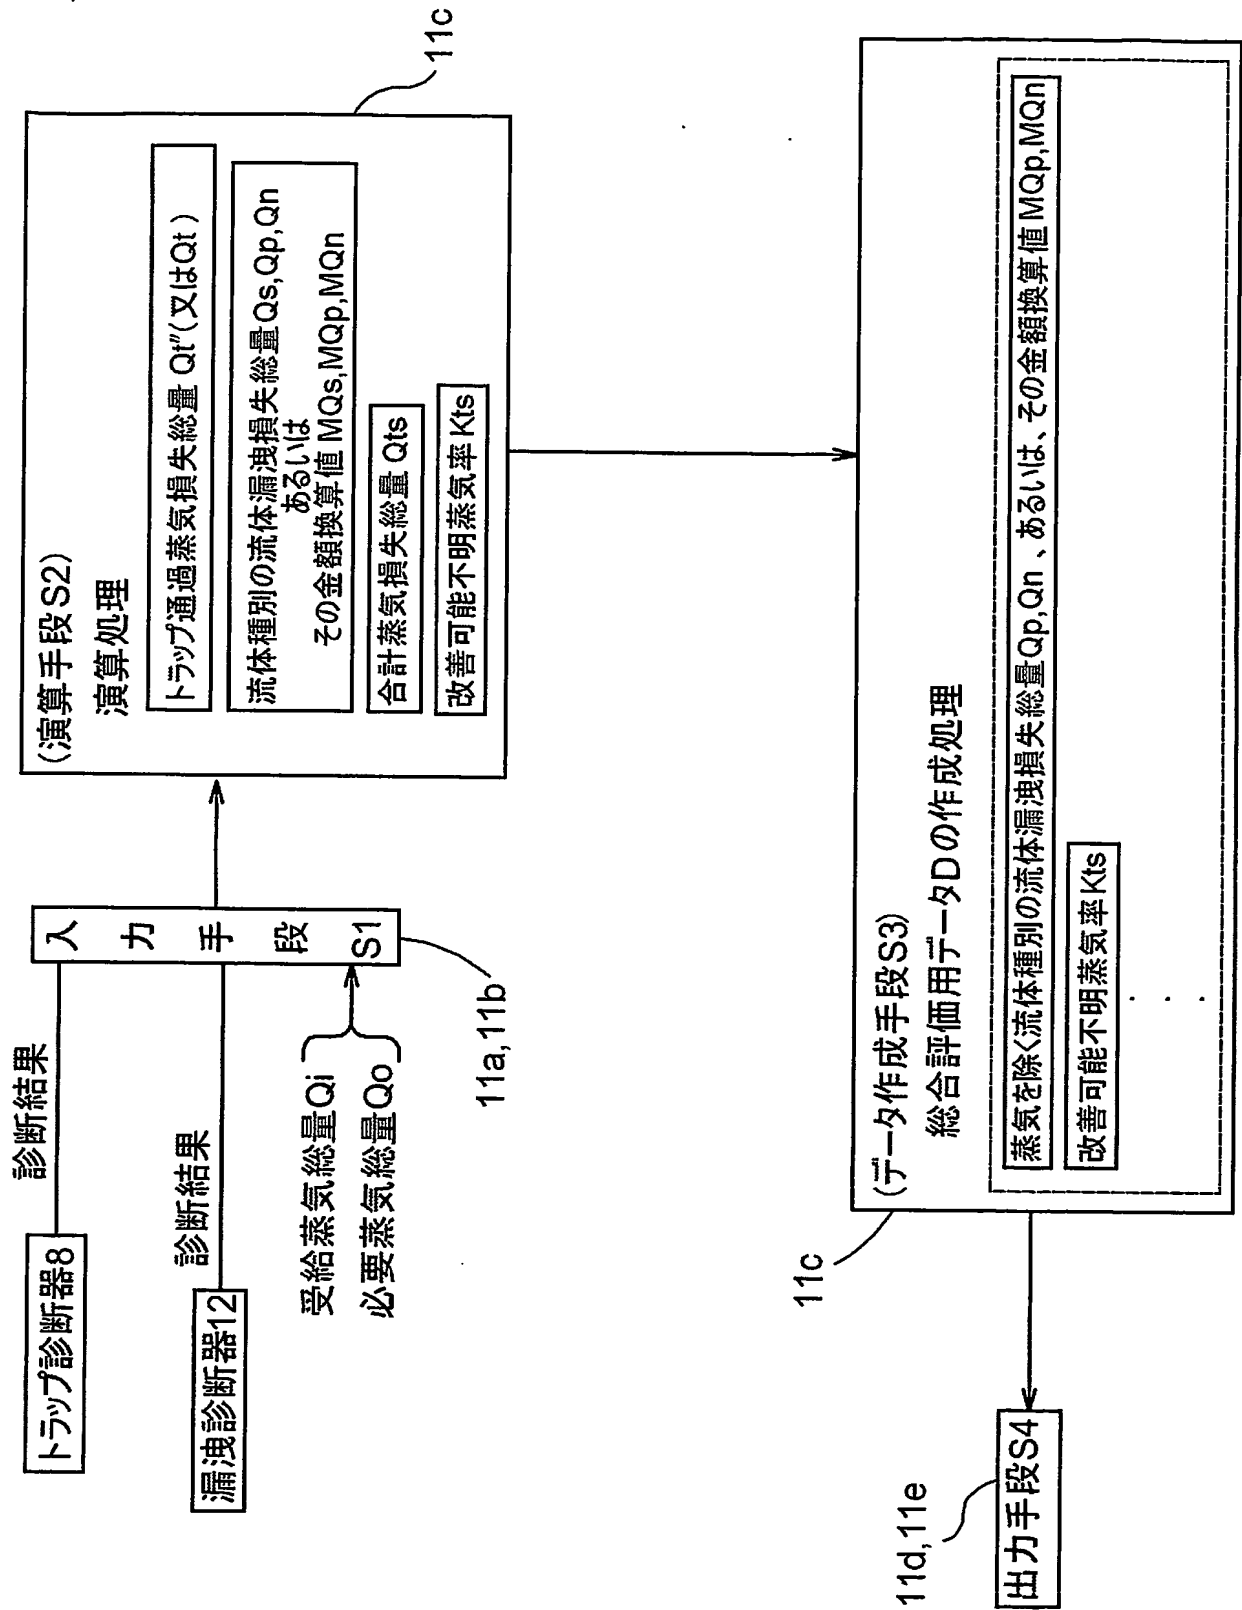 トラップ診断器8
診断結果
漏洩診断器12
診断結果
受給蒸気総量Qi
必要蒸気総量Qo
入力手段S1
11a,11b
(演算手段S2)
演算処理
トラップ通過蒸気損失総量 Qt"(又はQt)
流体種別の流体漏洩損失総量Qs,Qp,Qn
あるいは
その金額換算値MQs,MQp,MQn
合計蒸気損失総量 Qts
改善可能不明蒸気率Kts
11c
(データ作成手段S3)
総合評価用データDの作成処理
蒸気を除く流体種別の流体漏洩損失総量Qp,Qn、あるいは、その金額換算値MQp,MQn
改善可能不明蒸気率Kts
・・・
11c
出力手段S4
11d,11e